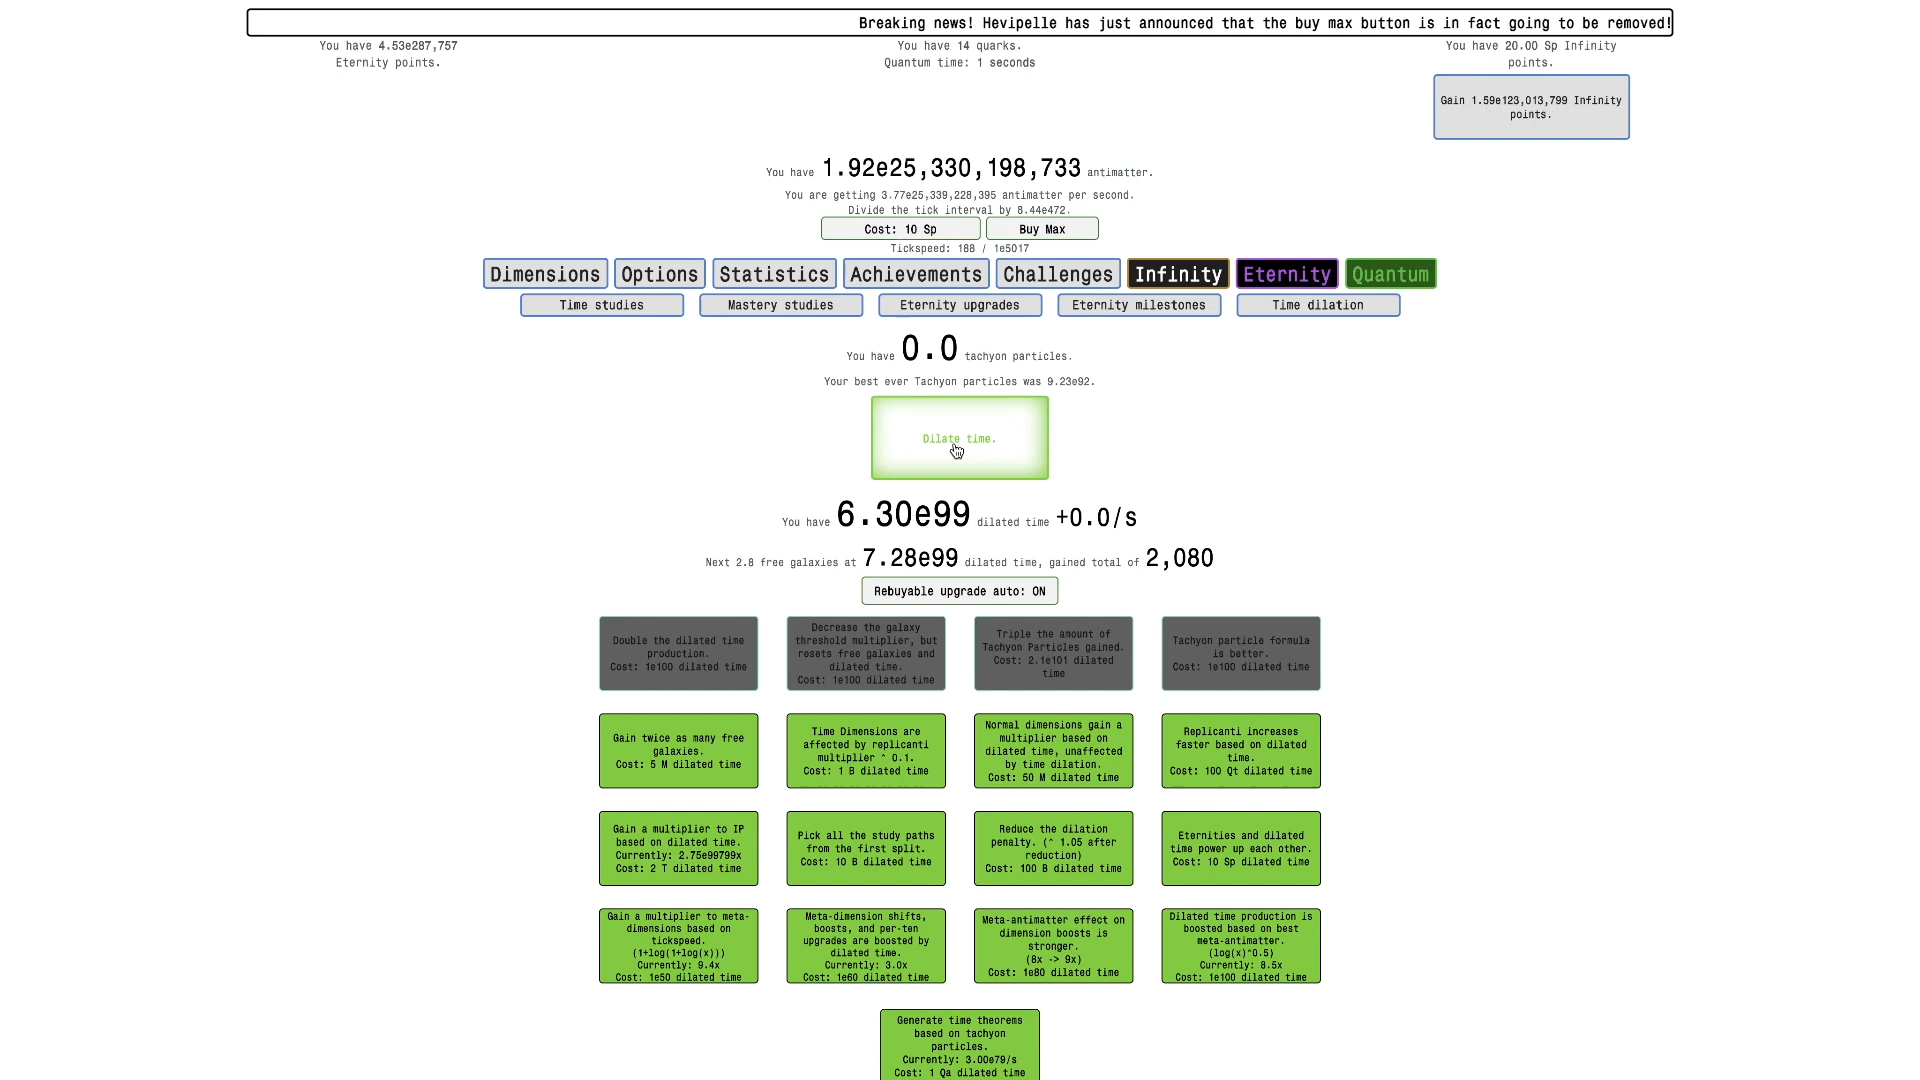 Breaking news! Hevipelle has just announced that the buy max button is in fact going to be removed!
You have 4.53e287,757
Eternity points.
You have 14 quarks.
Quantum time: 1 seconds
You have 20.00 Sp Infinity
points.
Gain 1.59e123,013,799 Infinity
points.
You have 1.92e25,330,198,733 antimatter.
You are getting 3.77e25,339,228,395 antimatter per second.
Divide the tick interval by 8.44e472.
Cost: 10 Sp
Buy Max
Tickspeed: 188 / 1e5017
Dimensions
Options
Statistics
Achievements
Challenges
Infinity
Eternity
Quantum
Time studies
Mastery studies
Eternity upgrades
Eternity milestones
Time dilation
You have 0.0 tachyon particles.
Your best ever Tachyon particles was 9.23e92.
Dilate time.
You have 6.30e99 dilated time +0.0/s
Next 2.8 free galaxies at 7.28e99 dilated time, gained total of 2,080
Rebuyable upgrade auto: ON
Double the dilated time
production.
Cost: 1e100 dilated time
Decrease the galaxy
threshold multiplier, but
resets free galaxies and
dilated time.
Cost: 1e100 dilated time
Triple the amount of
Tachyon Particles gained.
Cost: 2.1e101 dilated
time
Tachyon particle formula
is better.
Cost: 1e100 dilated time
Gain twice as many free
galaxies.
Cost: 5 M dilated time
Time Dimensions are
affected by replicanti
multiplier ^ 0.1.
Cost: 1 B dilated time
Normal dimensions gain a
multiplier based on
dilated time, unaffected
by time dilation.
Cost: 50 M dilated time
Replicanti increases
faster based on dilated
time.
Cost: 100 Qt dilated time
Gain a multiplier to IP
based on dilated time.
Currently: 2.75e99799x
Cost: 2 T dilated time
Pick all the study paths
from the first split.
Cost: 10 B dilated time
Reduce the dilation
penalty. (^ 1.05 after
reduction)
Cost: 100 B dilated time
Eternities and dilated
time power up each other.
Cost: 10 Sp dilated time
Gain a multiplier to meta-
dimensions based on
tickspeed.
(1+log(1+log(x)))
Currently: 9.4x
Cost: 1e50 dilated time
Meta-dimension shifts,
boosts, and per-ten
upgrades are boosted by
dilated time.
Currently: 3.0x
Cost: 1e60 dilated time
Meta-antimatter effect on
dimension boosts is
stronger.
(8x -> 9x)
Cost: 1e80 dilated time
Dilated time production is
boosted based on best
meta-antimatter.
(log(x)^0.5)
Currently: 8.5x
Cost: 1e100 dilated time
Generate time theorems
based on tachyon
particles.
Currently: 3.00e79/s
Cost: 1 Qa dilated time